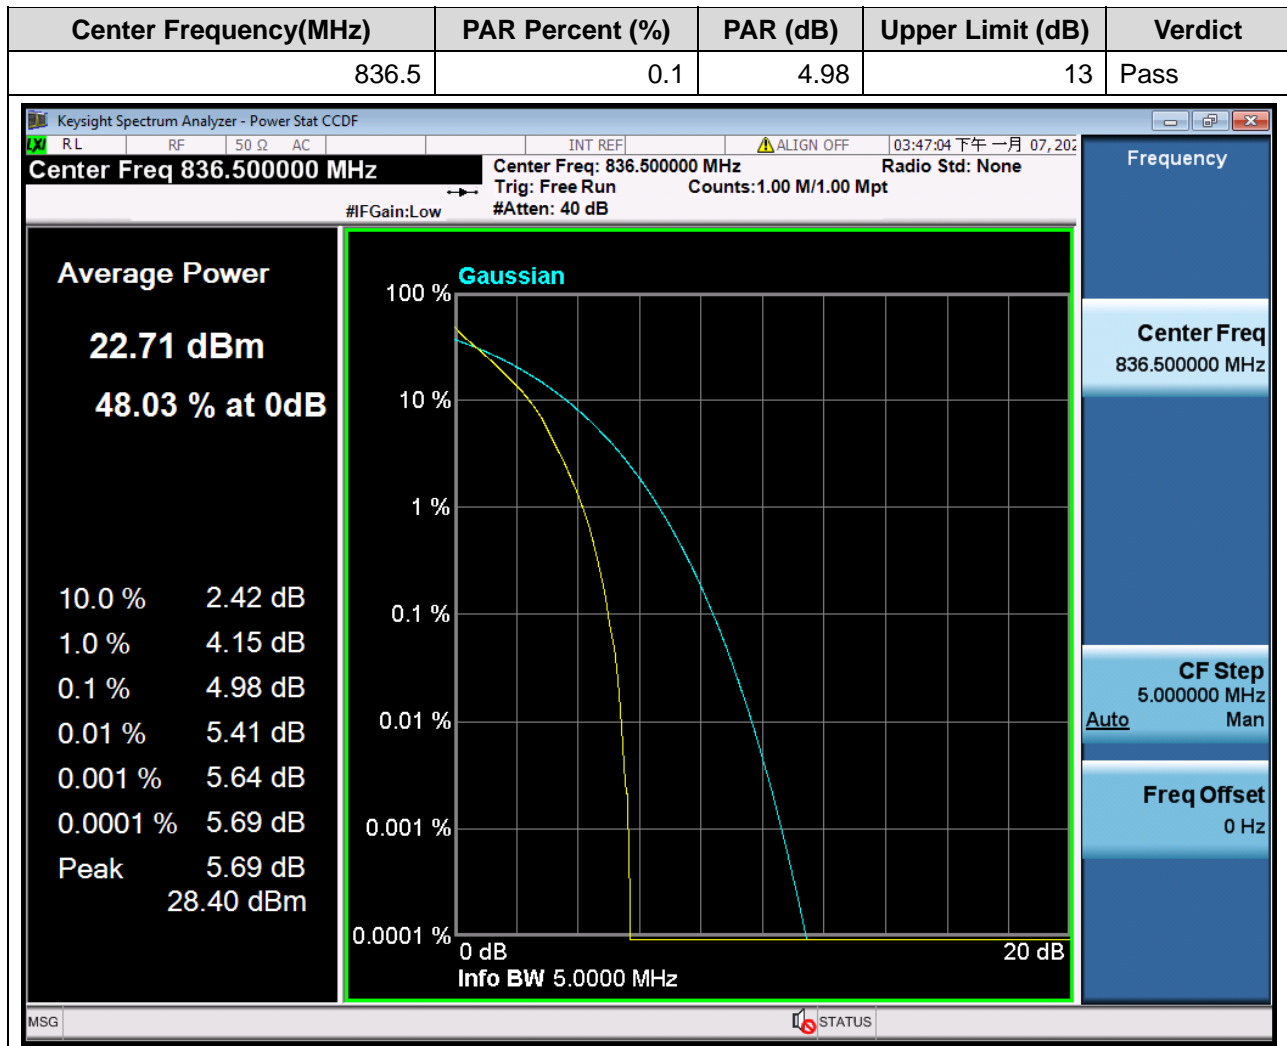 Center Frequency(MHz) PAR Percent (%) PAR (dB) Upper Limit (dB) Verdict
836.5 0.1 4.98 13 Pass
Keysight Spectrum Analyzer - Power Stat CCDF
LXI RL RF 50 Ω AC INT REF ALIGN OFF 03:47:04 下午 一月 07, 202
Center Freq 836.500000 MHz
Center Freq: 836.500000 MHz Radio Std: None
Trig: Free Run Counts:1.00 M/1.00 Mpt
#IFGain:Low #Atten: 40 dB
Average Power
22.71 dBm
48.03 % at 0dB
10.0 % 2.42 dB
1.0 % 4.15 dB
0.1 % 4.98 dB
0.01 % 5.41 dB
0.001 % 5.64 dB
0.0001 % 5.69 dB
Peak 5.69 dB
28.40 dBm
Gaussian
100 %
10 %
1 %
0.1 %
0.01 %
0.001 %
0.0001 %
0 dB 20 dB
Info BW 5.0000 MHz
Frequency
Center Freq
836.500000 MHz
CF Step
5.000000 MHz
Auto Man
Freq Offset
0 Hz
MSG STATUS